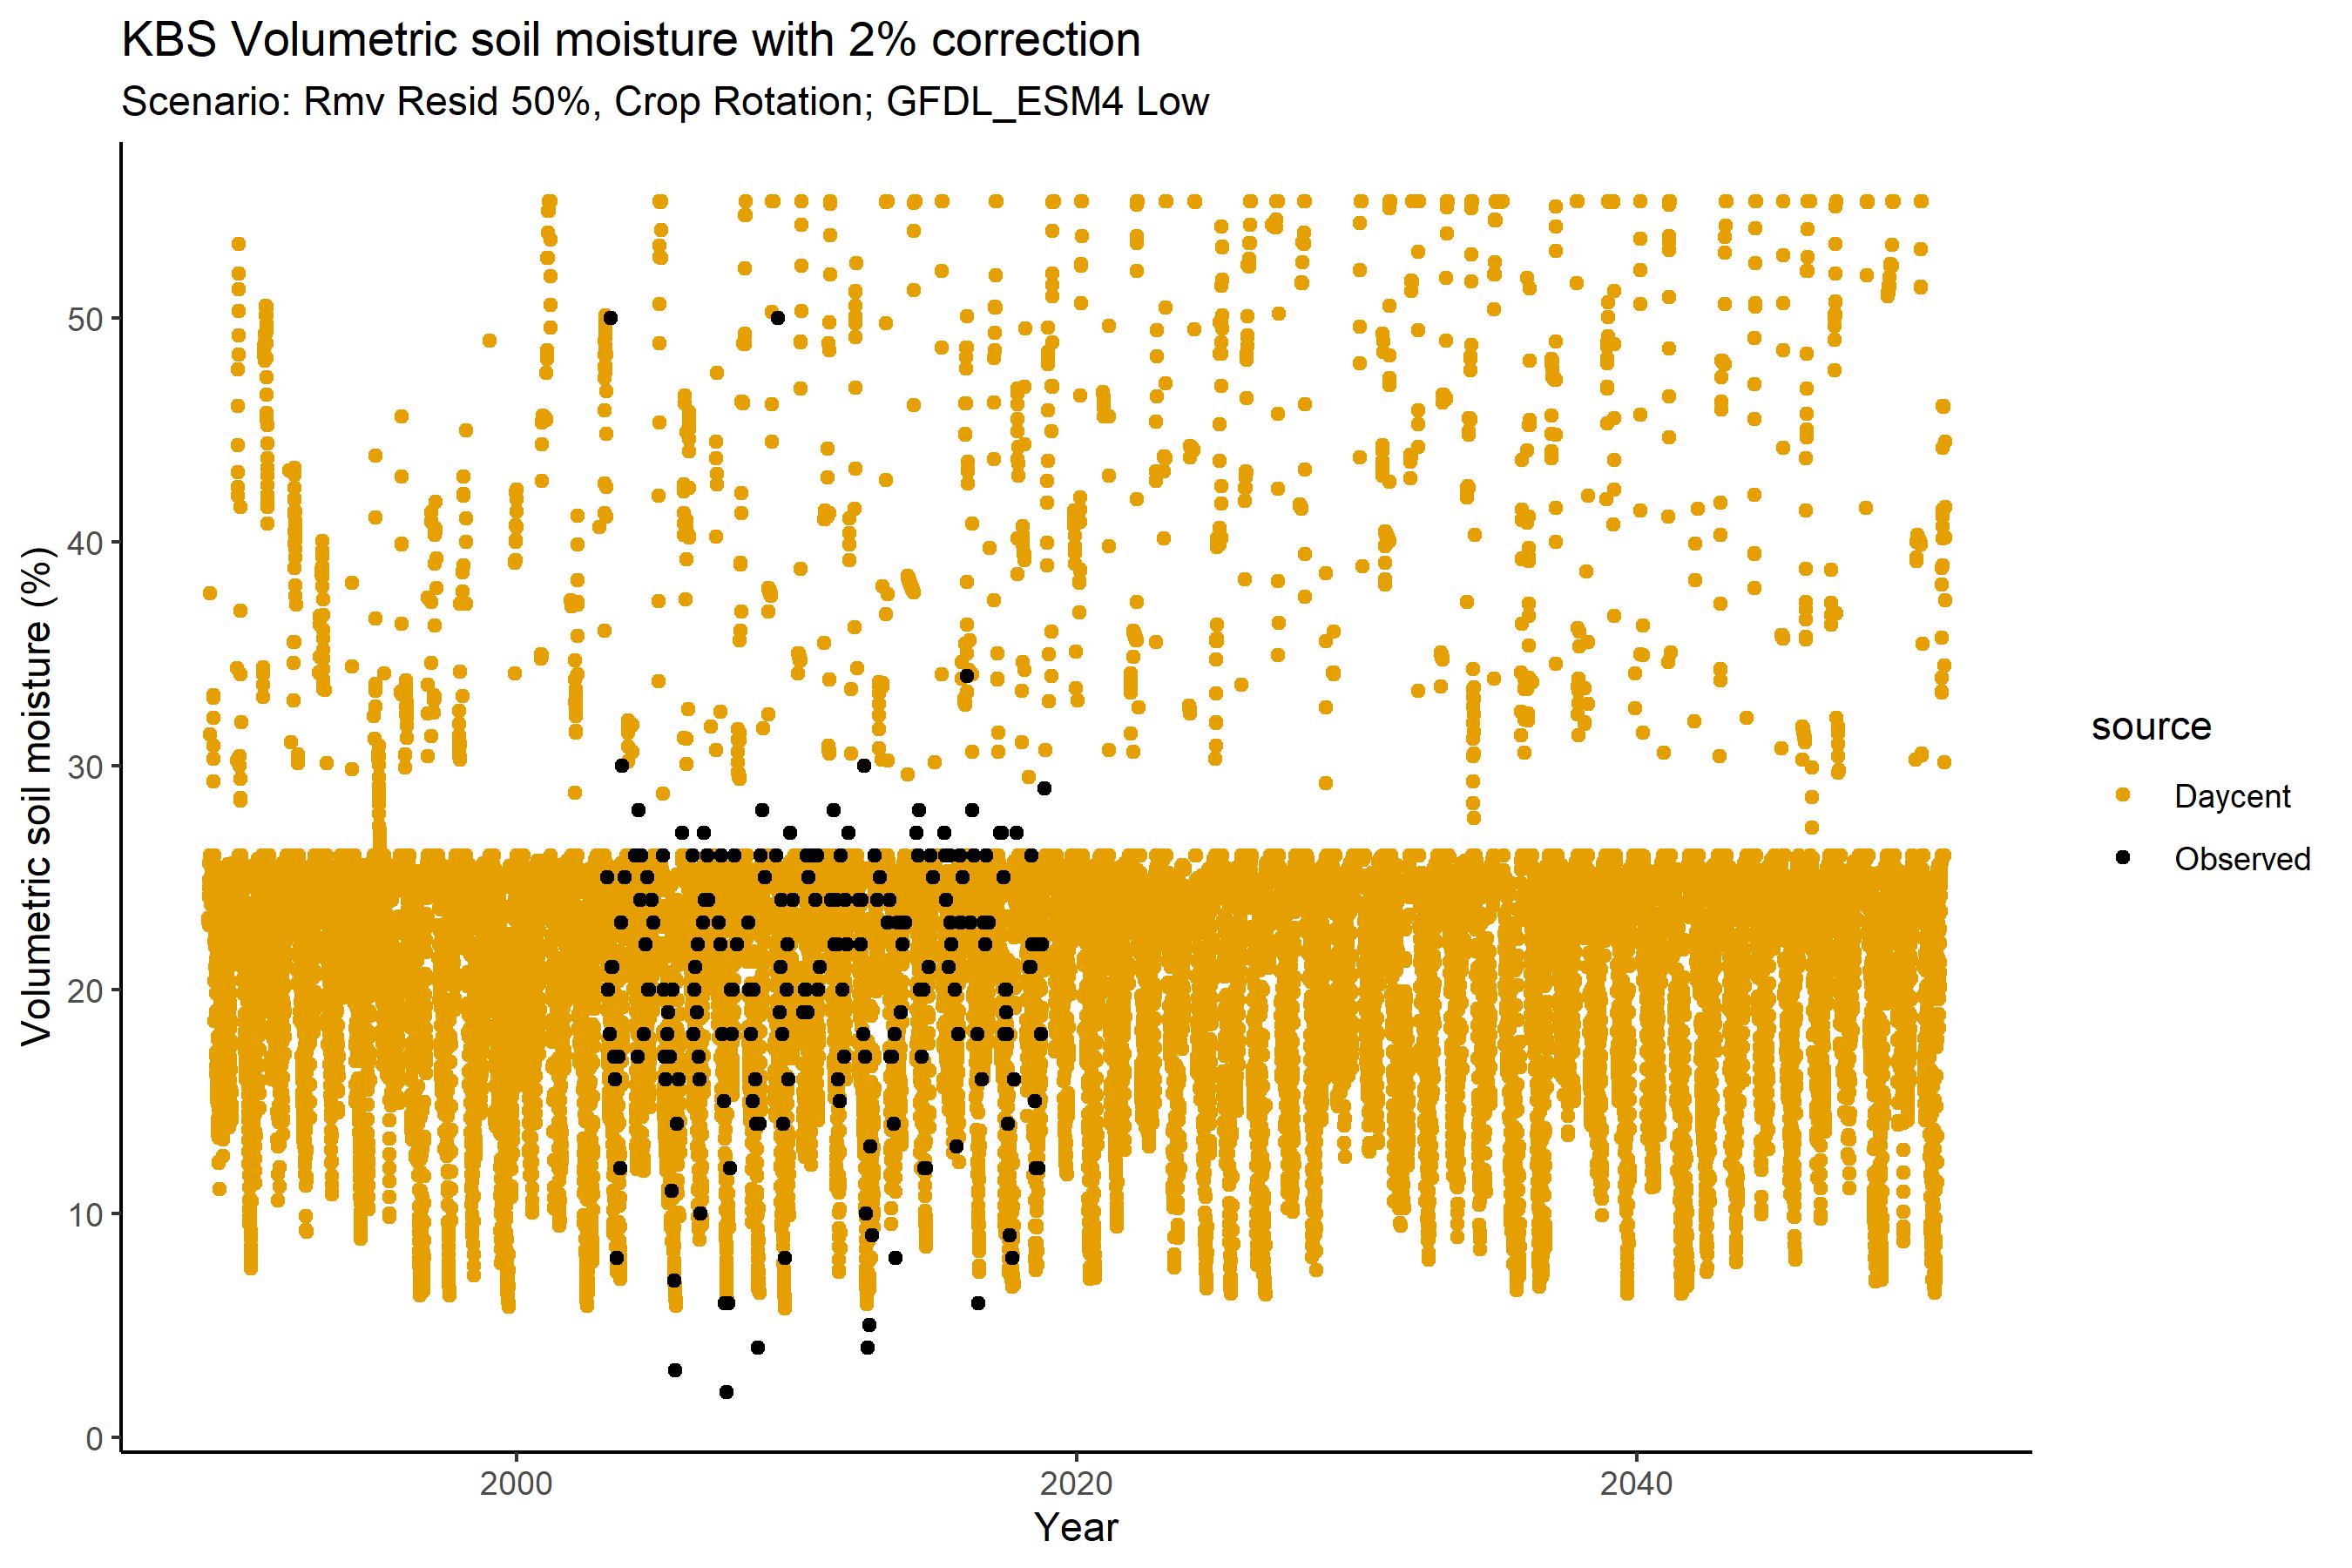 KBS Volumetric soil moisture with 2% correction
Scenario: Rmv Resid 50%, Crop Rotation; GFDL_ESM4 Low
Volumetric soil moisture (%)
50
40
30
20
10
0
2000
2020
2040
Year
source
Daycent
Observed